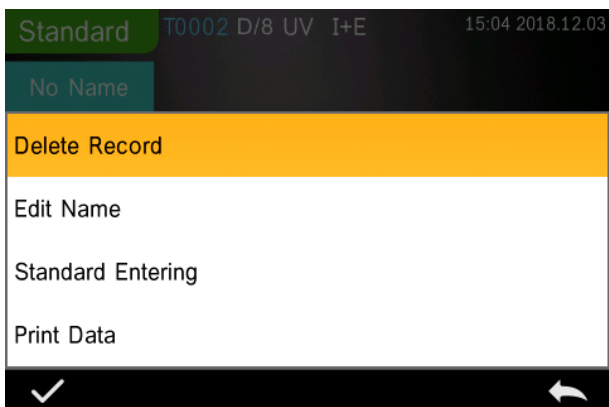 Standard T0002 D/8 UV I+E 15:04 2018.12.03
No Name
Delete Record
Edit Name
Standard Entering
Print Data